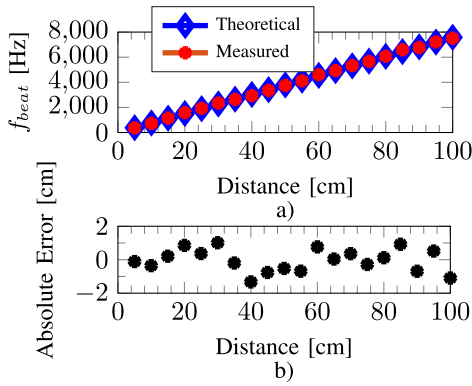 Theoretical
Measured
f_beat [Hz]
8,000
6,000
4,000
2,000
0
0 20 40 60 80 100
Distance [cm]
a)
Absolute Error [cm]
2
0
−2
0 20 40 60 80 100
Distance [cm]
b)